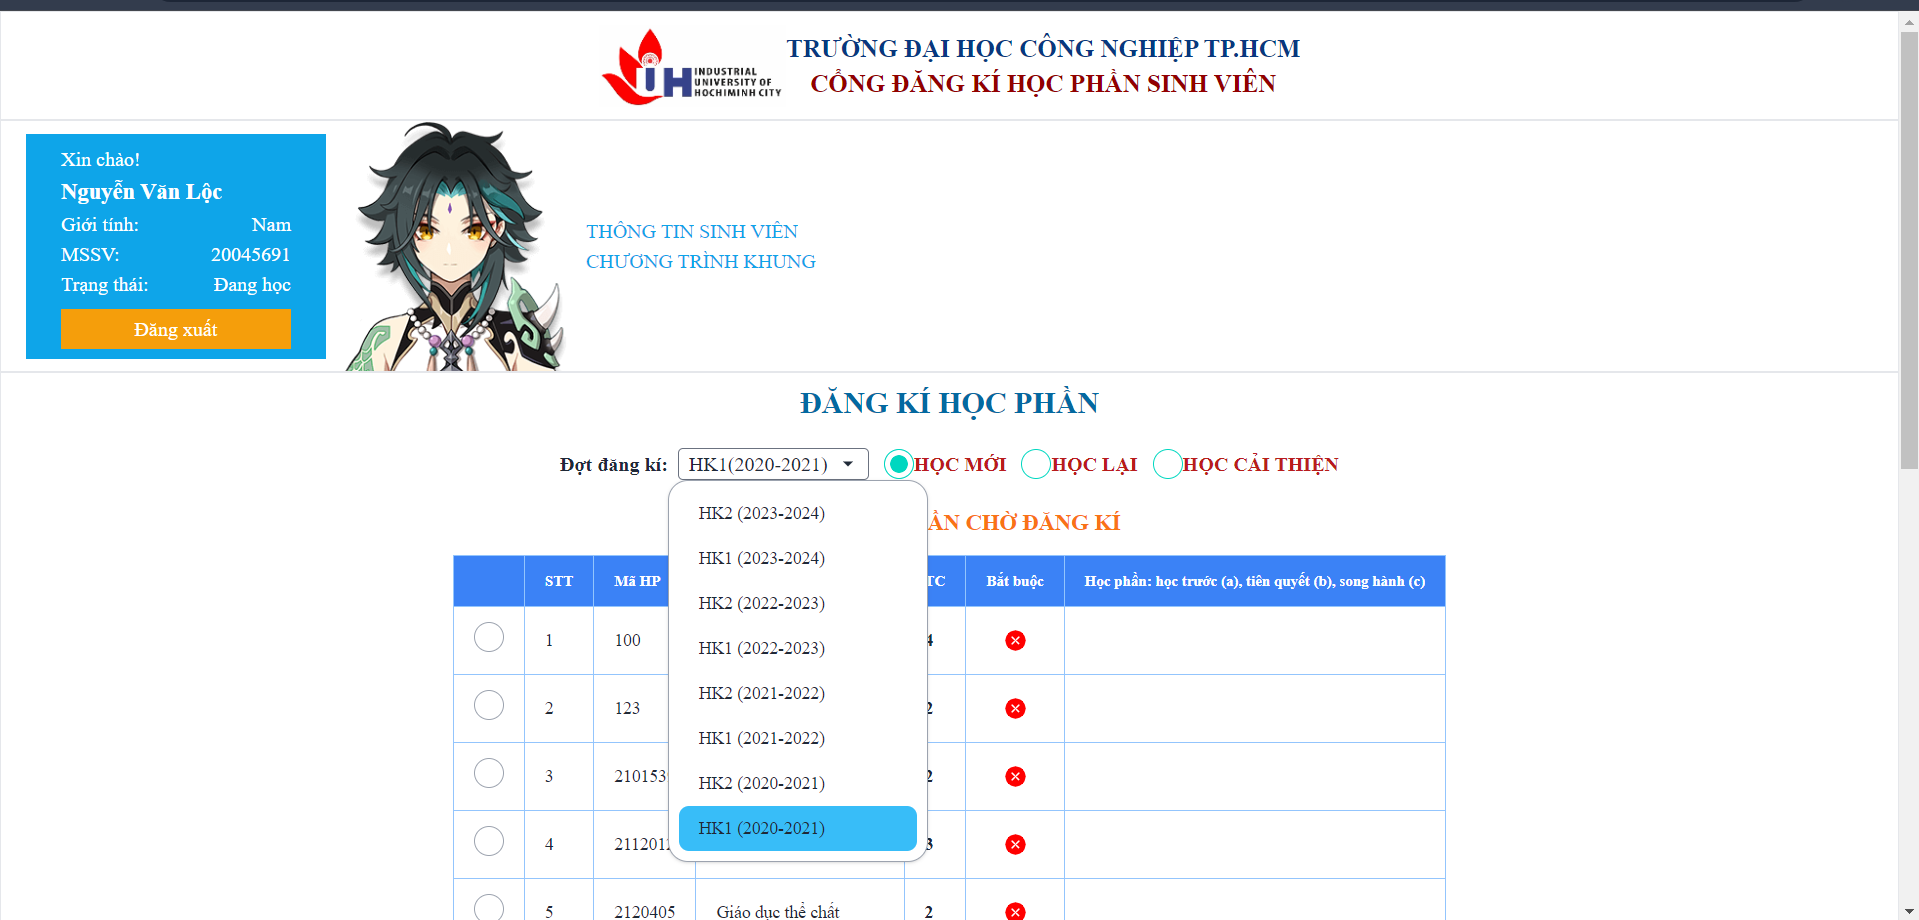 INDUSTRIAL
UNIVERSITY OF
HOCHIMINH CITY
TRƯỜNG ĐẠI HỌC CÔNG NGHIỆP TP.HCM
CỔNG ĐĂNG KÍ HỌC PHẦN SINH VIÊN
Xin chào!
Nguyễn Văn Lộc
Giới tính: Nam
MSSV: 20045691
Trạng thái: Đang học
Đăng xuất
THÔNG TIN SINH VIÊN
CHƯƠNG TRÌNH KHUNG
ĐĂNG KÍ HỌC PHẦN
Đợt đăng kí: HK1(2020-2021) HỌC MỚI HỌC LẠI HỌC CẢI THIỆN
HK2 (2023-2024)
HK1 (2023-2024)
HK2 (2022-2023)
HK1 (2022-2023)
HK2 (2021-2022)
HK1 (2021-2022)
HK2 (2020-2021)
HK1 (2020-2021)
CHỜ ĐĂNG KÍ
STT Mã HP TC Bắt buộc Học phần: học trước (a), tiên quyết (b), song hành (c)
1 100 4
2 123 2
3 2
4 3
5 2120405 Giáo dục thể chất 2